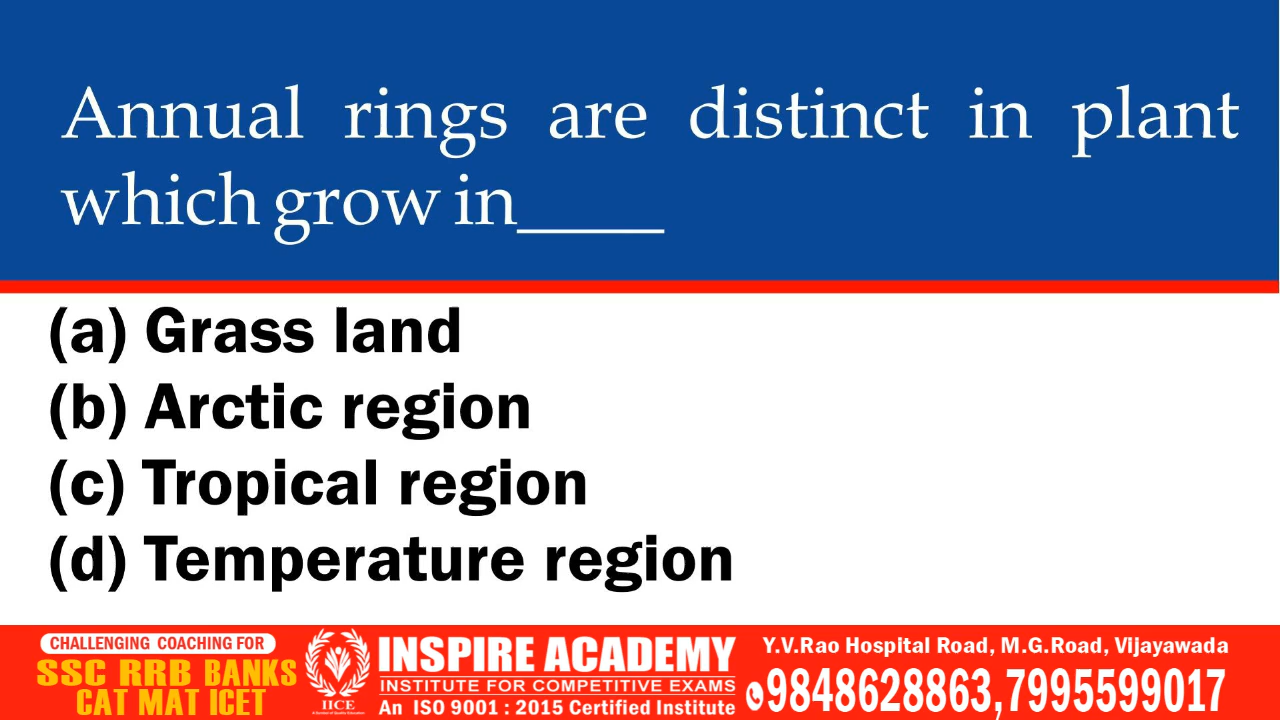 Annual rings are distinct in plant
which grow in____
(a) Grass land
(b) Arctic region
(c) Tropical region
(d) Temperature region
CHALLENGING COACHING FOR
SSC RRB BANKS
CAT MAT ICET
IICE
INSPIRE ACADEMY
INSTITUTE FOR COMPETITIVE EXAMS
An ISO 9001 : 2015 Certified Institute
Y.V.Rao Hospital Road, M.G.Road, Vijayawada
9848628863,7995599017